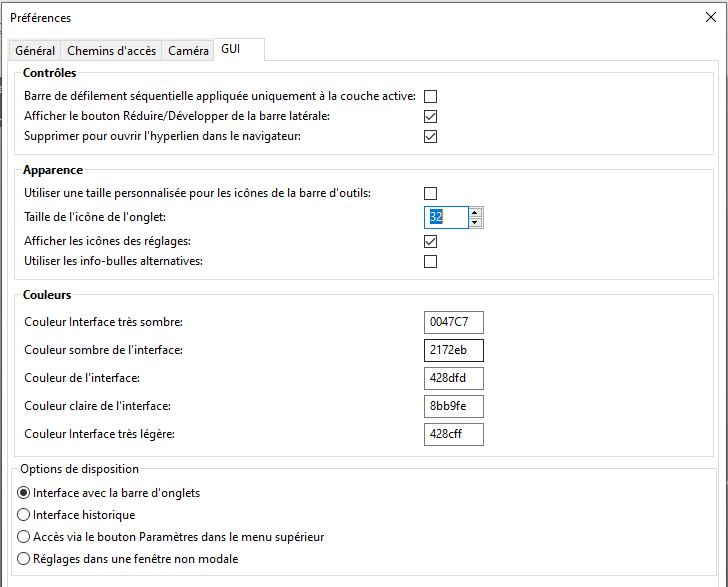 Préférences
Général Chemins d'accès Caméra GUI
Contrôles
Barre de défilement séquentielle appliquée uniquement à la couche active:
Afficher le bouton Réduire/Développer de la barre latérale:
Supprimer pour ouvrir l'hyperlien dans le navigateur:
Apparence
Utiliser une taille personnalisée pour les icônes de la barre d'outils:
Taille de l'icône de l'onglet: 32
Afficher les icônes des réglages:
Utiliser les info-bulles alternatives:
Couleurs
Couleur Interface très sombre: 0047C7
Couleur sombre de l'interface: 2172eb
Couleur de l'interface: 428dfd
Couleur claire de l'interface: 8bb9fe
Couleur Interface très légère: 428cff
Options de disposition
Interface avec la barre d'onglets
Interface historique
Accès via le bouton Paramètres dans le menu supérieur
Réglages dans une fenêtre non modale